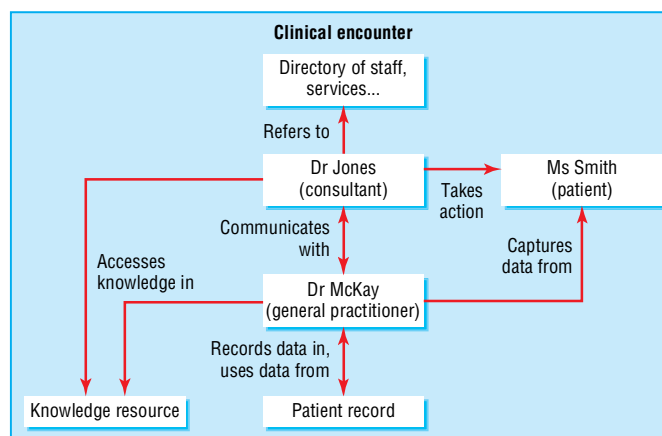 Clinical encounter
Directory of staff,
services...
Refers to
Dr Jones
(consultant)
Takes
action
Ms Smith
(patient)
Communicates
with
Captures
data from
Accesses
knowledge in
Dr McKay
(general practitioner)
Records data in,
uses data from
Knowledge resource
Patient record